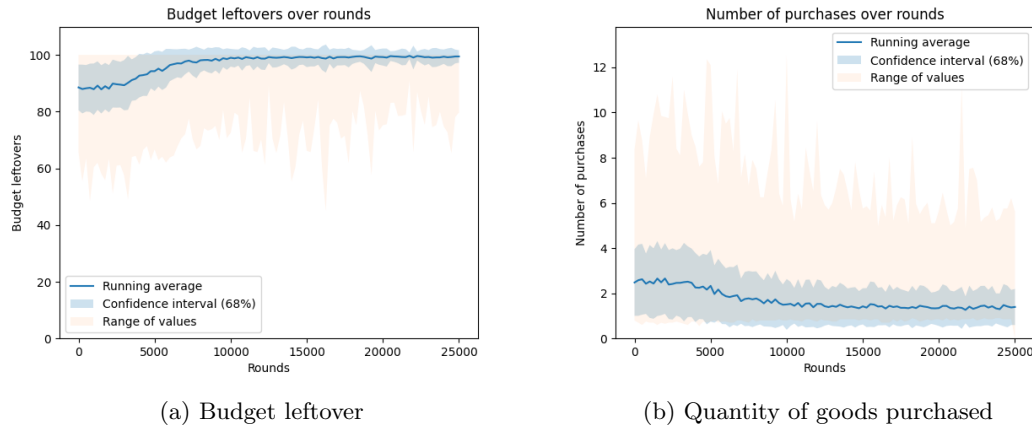 Budget leftovers over rounds
100
80
60
40
20
0
Budget leftovers
Running average
Confidence interval (68%)
Range of values
0 5000 10000 15000 20000 25000
Rounds
(a) Budget leftover
Number of purchases over rounds
12
10
8
6
4
2
0
Number of purchases
Running average
Confidence interval (68%)
Range of values
0 5000 10000 15000 20000 25000
Rounds
(b) Quantity of goods purchased